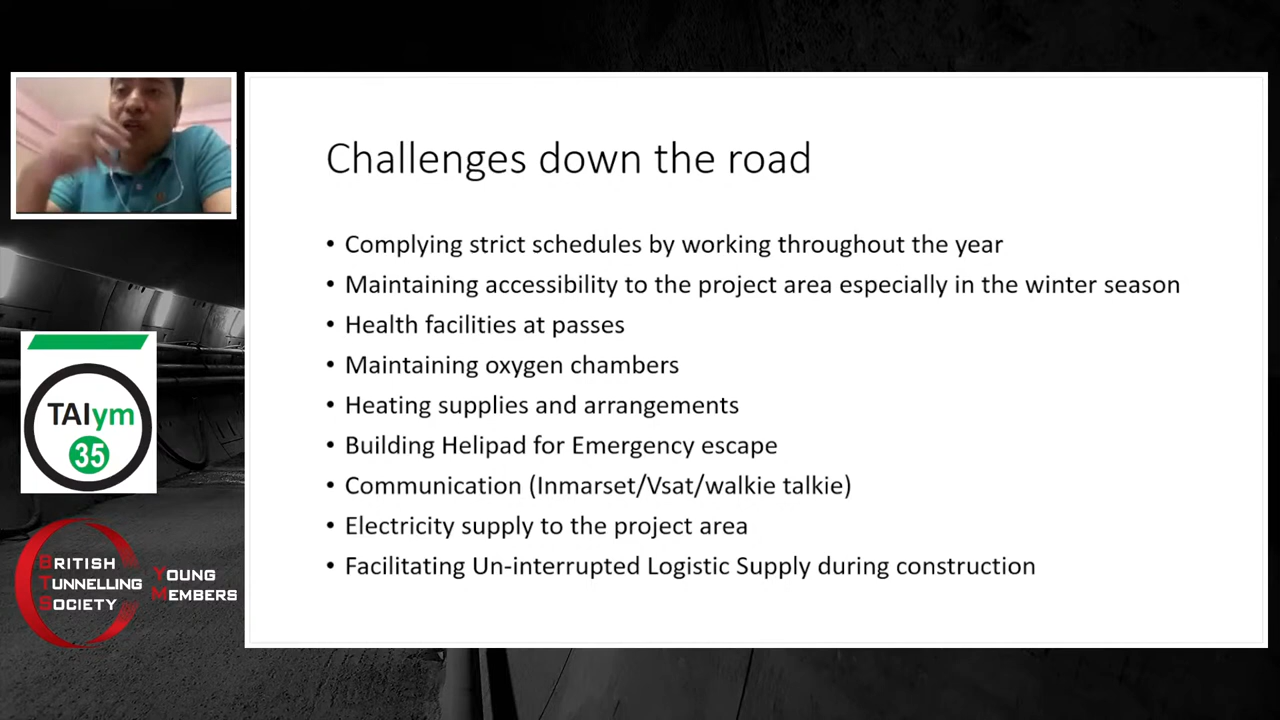 Challenges down the road
• Complying strict schedules by working throughout the year
• Maintaining accessibility to the project area especially in the winter season
• Health facilities at passes
• Maintaining oxygen chambers
• Heating supplies and arrangements
• Building Helipad for Emergency escape
• Communication (Inmarset/Vsat/walkie talkie)
• Electricity supply to the project area
• Facilitating Un-interrupted Logistic Supply during construction
TAIym
35
BRITISH
TUNNELLING
SOCIETY
YOUNG
MEMBERS